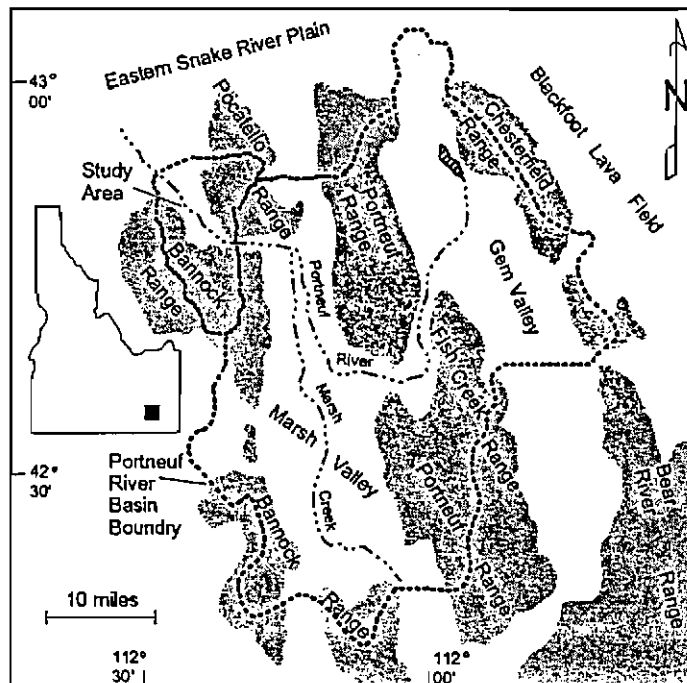 Eastern Snake River Plain
43°
00'
N
Blackfoot Lava Field
Pocatello
Range
Chesterfield
Range
Study
Area
Portneuf
Range
Bannock
Range
Gem Valley
Portneuf
River
Marsh
Creek
Marsh
Valley
Fish Creek
Range
Portneuf
Range
42°
30'
Portneuf
River
Basin
Boundry
Bannock
Range
Bear
River
Range
10 miles
112°
30'
112°
00'